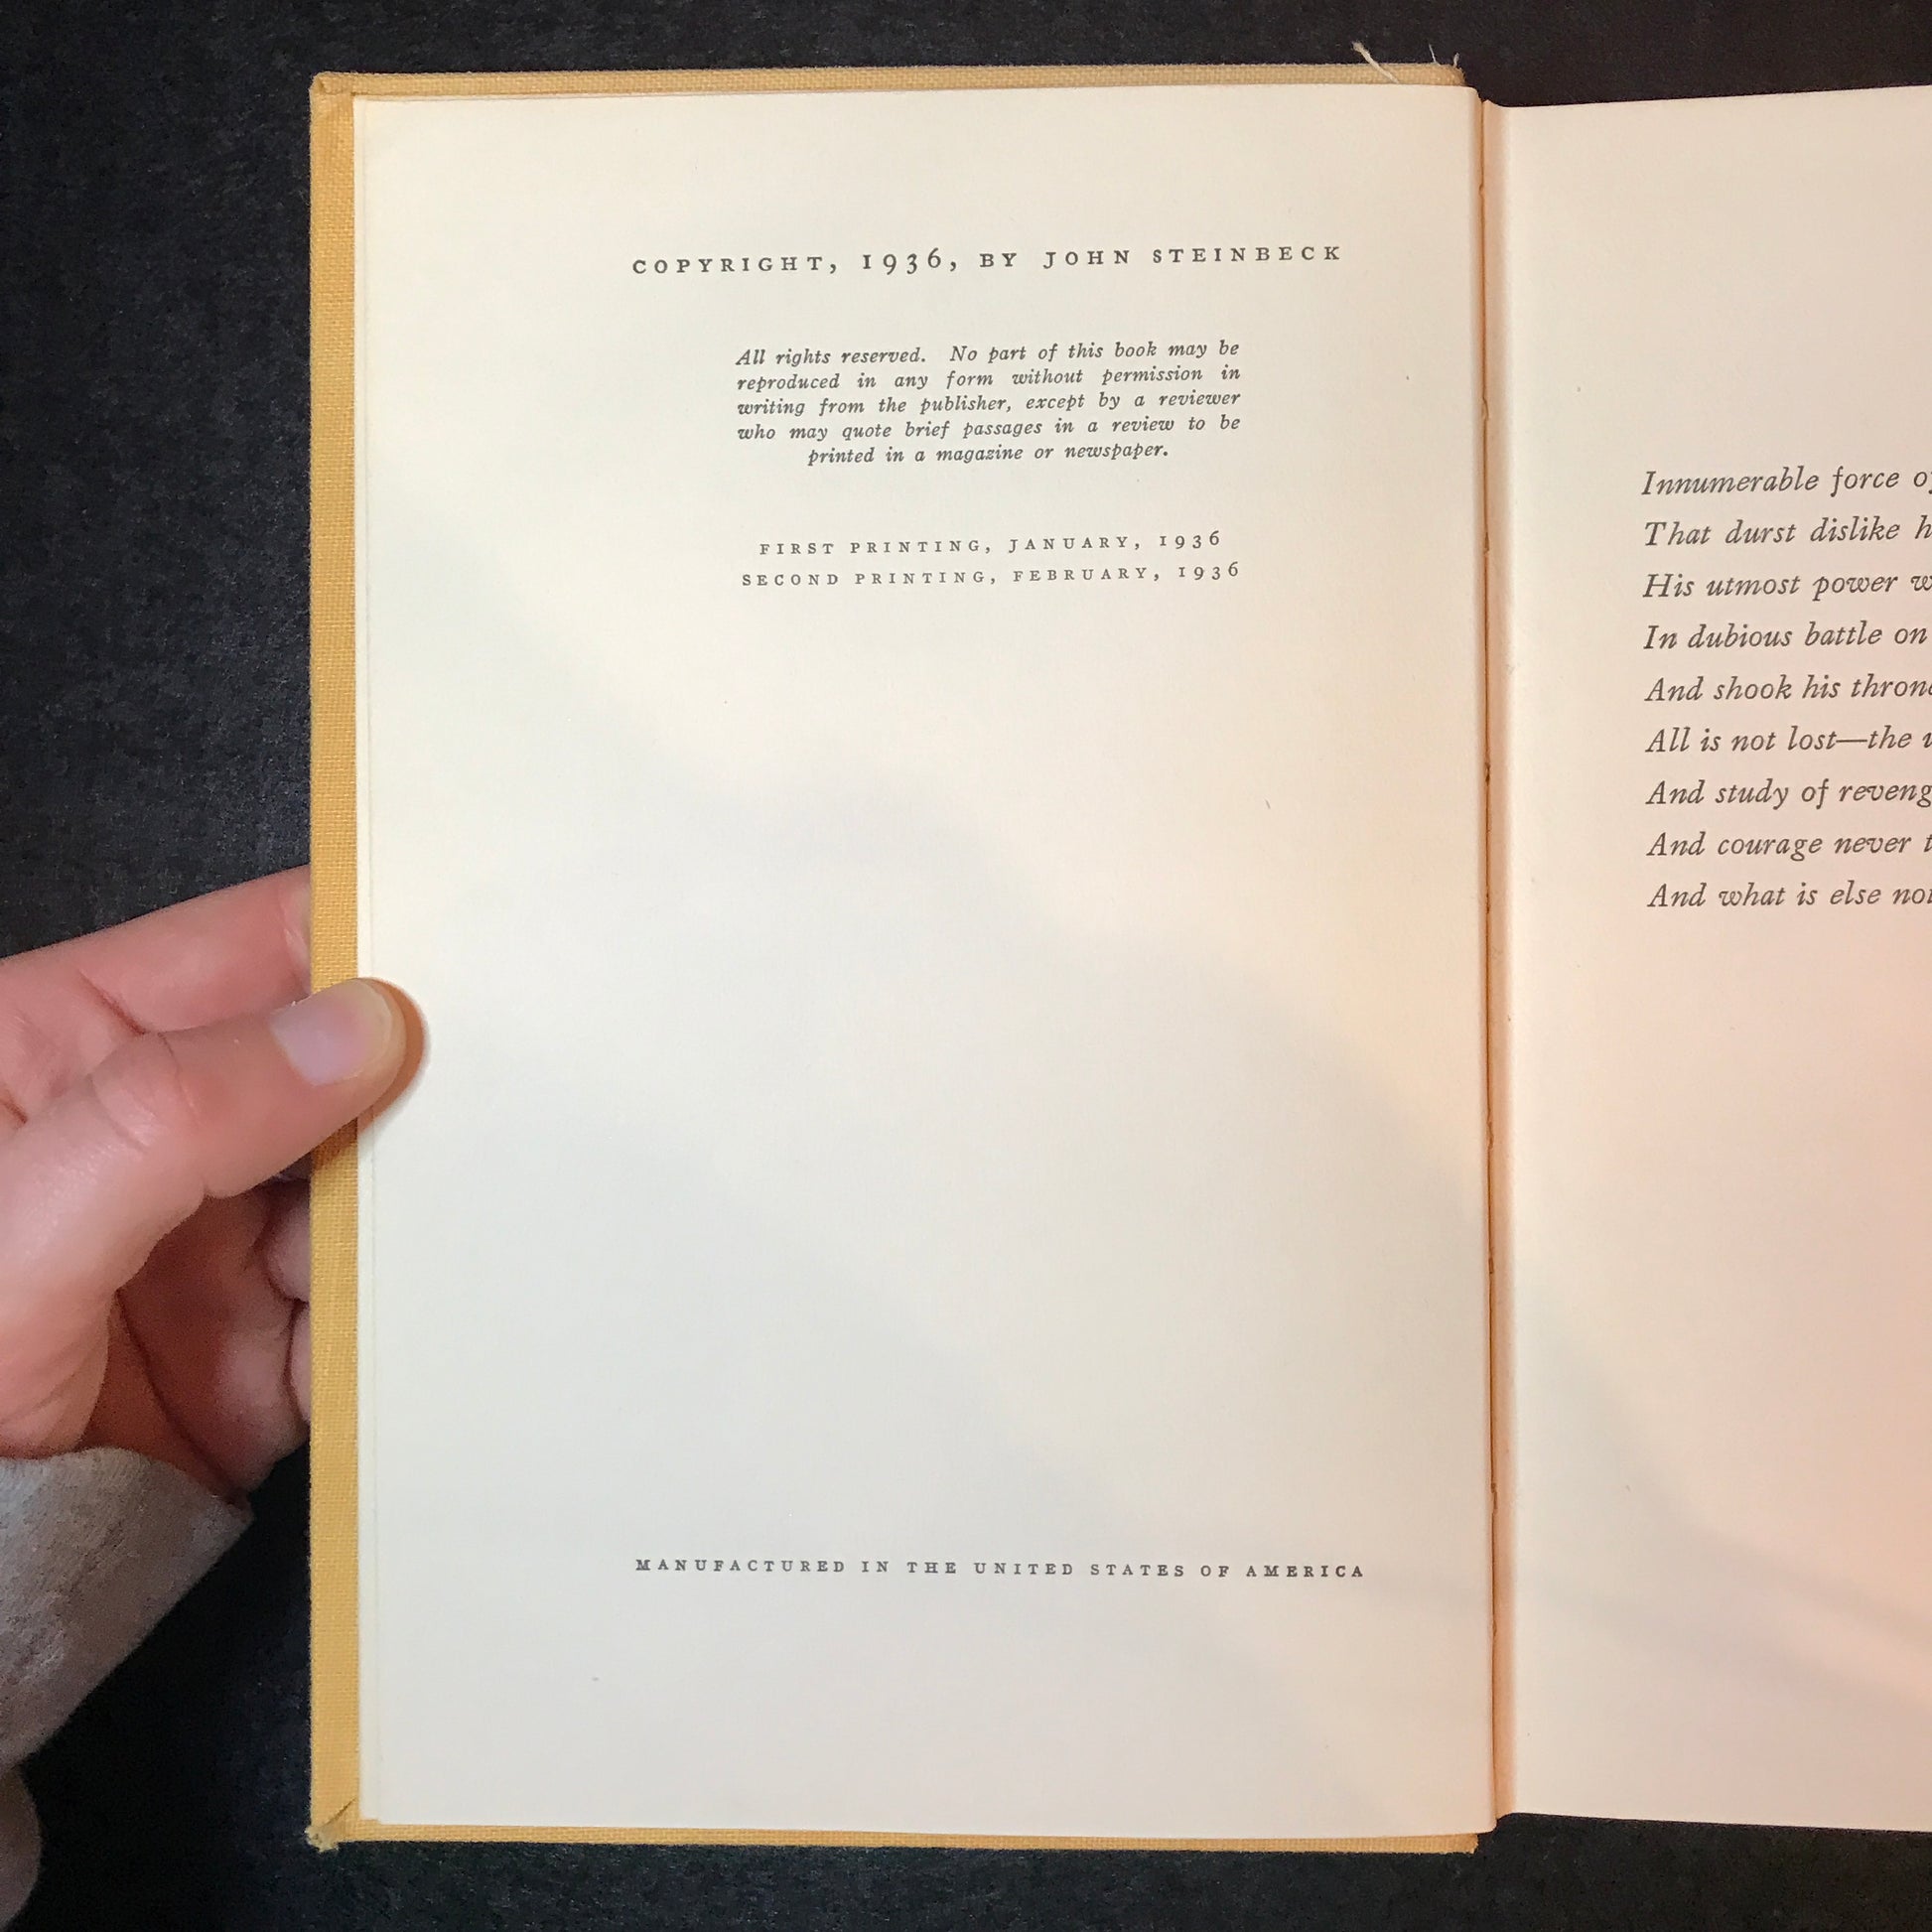 COPYRIGHT, 1936, BY JOHN STEINBECK
All rights reserved. No part of this book may be
reproduced in any form without permission in
writing from the publisher, except by a reviewer
who may quote brief passages in a review to be
printed in a magazine or newspaper.
FIRST PRINTING, JANUARY, 1936
SECOND PRINTING, FEBRUARY, 1936
MANUFACTURED IN THE UNITED STATES OF AMERICA
Innumerable force
That durst dislike
His utmost power
In dubious battle on
And shook his
All is not lost—the
And study of
And courage never
And what is else